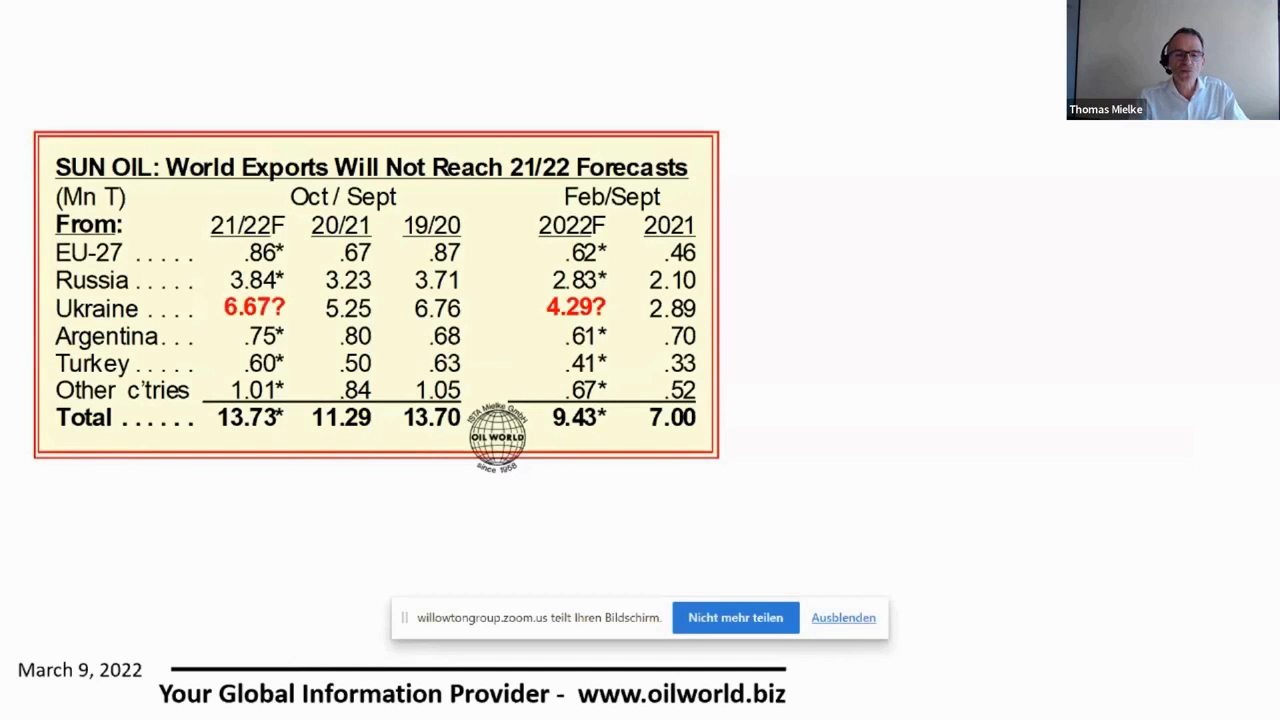 Thomas Mielke
SUN OIL: World Exports Will Not Reach 21/22 Forecasts
(Mn T) Oct / Sept Feb/Sept
From: 21/22F 20/21 19/20 2022F 2021
EU-27 . . . . . .86* .67 .87 .62* .46
Russia . . . . . 3.84* 3.23 3.71 2.83* 2.10
Ukraine . . . . 6.67? 5.25 6.76 4.29? 2.89
Argentina. . . .75* .80 .68 .61* .70
Turkey . . . . . .60* .50 .63 .41* .33
Other c'tries 1.01* .84 1.05 .67* .52
Total . . . . . . 13.73* 11.29 13.70 9.43* 7.00
ISTA Mielke GmbH
OIL WORLD
since 1958
willowtongroup.zoom.us teilt Ihren Bildschirm. Nicht mehr teilen Ausblenden
March 9, 2022
Your Global Information Provider - www.oilworld.biz